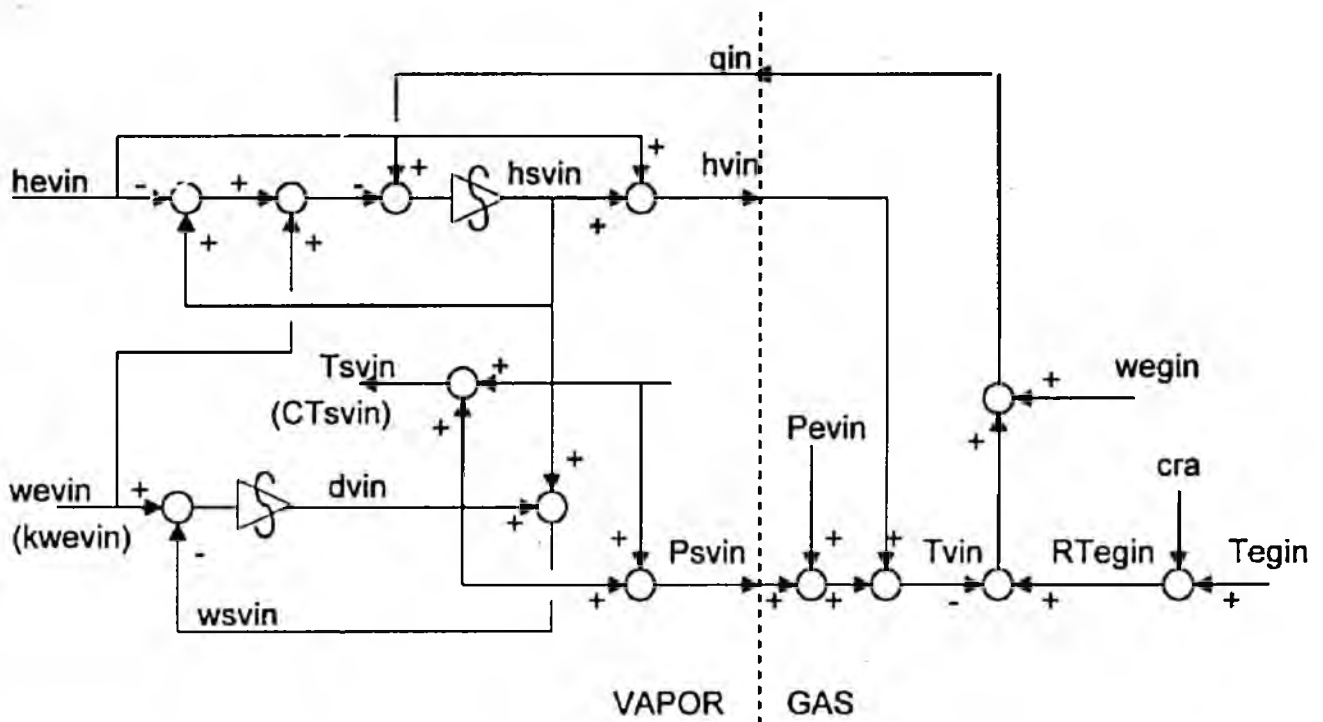 qin
hevin
- + - + hsvin + hvin
+ + +
Tsvin +
(CTsvin) + Pevin + wegin
+ cra
wevin + dvin +
(kwevin) - + + + Tvin RTegin Tegin
Psvin
wsvin + + + - + +
VAPOR GAS